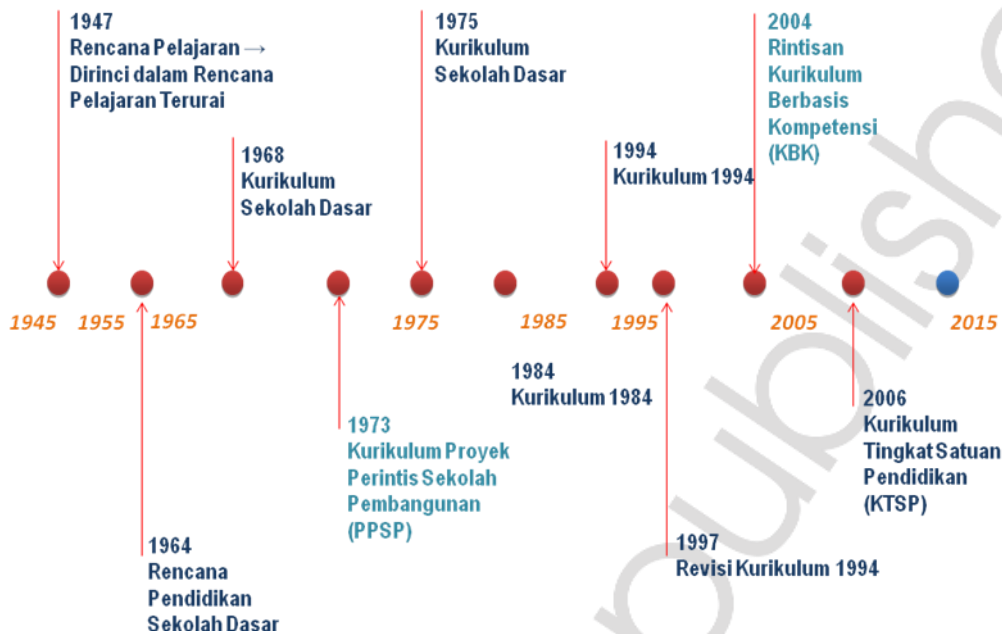 1947
Rencana Pelajaran →
Dirinci dalam Rencana
Pelajaran Terurai
1968
Kurikulum
Sekolah Dasar
1975
Kurikulum
Sekolah Dasar
1994
Kurikulum 1994
2004
Rintisan
Kurikulum
Berbasis
Kompetensi
(KBK)
1945
1955
1965
1975
1985
1995
2005
2015
1964
Rencana
Pendidikan
Sekolah Dasar
1973
Kurikulum Proyek
Perintis Sekolah
Pembangunan
(PPSP)
1984
Kurikulum 1984
1997
Revisi Kurikulum 1994
2006
Kurikulum
Tingkat Satuan
Pendidikan
(KTSP)
publish